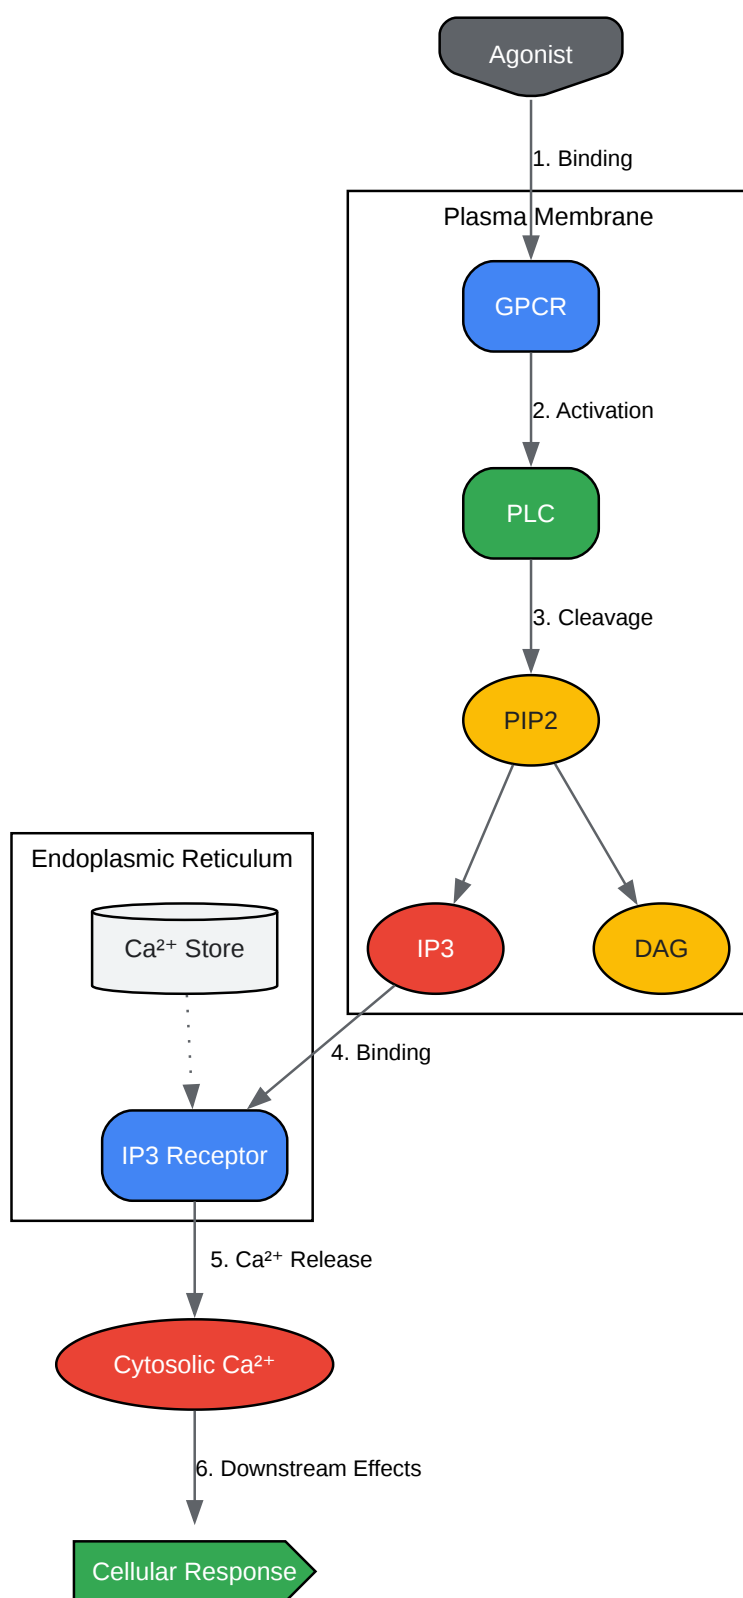 Agonist
1. Binding
Plasma Membrane
GPCR
2. Activation
PLC
3. Cleavage
PIP2
Endoplasmic Reticulum
Ca²⁺ Store
IP3
DAG
4. Binding
IP3 Receptor
5. Ca²⁺ Release
Cytosolic Ca²⁺
6. Downstream Effects
Cellular Response